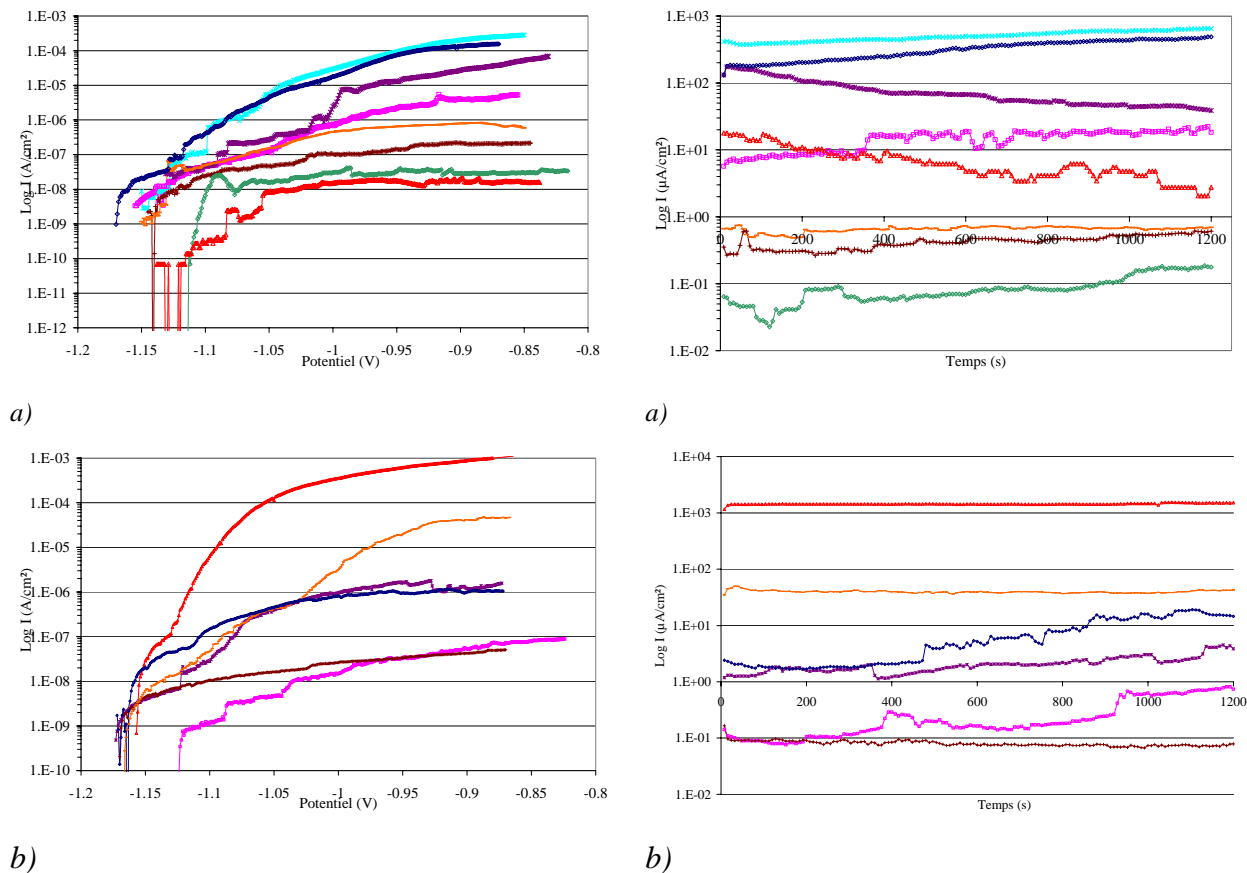 1.E-03
1.E-04
1.E-05
1.E-06
1.E-07
1.E-08
1.E-09
1.E-10
1.E-11
1.E-12
Log I (A/cm²)
-1.2 -1.15 -1.1 -1.05 -1 -0.95 -0.9 -0.85 -0.8
Potentiel (V)
a)
1.E+03
1.E+02
1.E+01
1.E+00
1.E-01
1.E-02
Log I (µA/cm²)
0 200 400 600 800 1000 1200
Temps (s)
a)
1.E-03
1.E-04
1.E-05
1.E-06
1.E-07
1.E-08
1.E-09
1.E-10
Log I (A/cm²)
-1.2 -1.15 -1.1 -1.05 -1 -0.95 -0.9 -0.85 -0.8
Potentiel (V)
b)
1.E+04
1.E+03
1.E+02
1.E+01
1.E+00
1.E-01
1.E-02
Log I (µA/cm²)
0 200 400 600 800 1000 1200
Temps (s)
b)